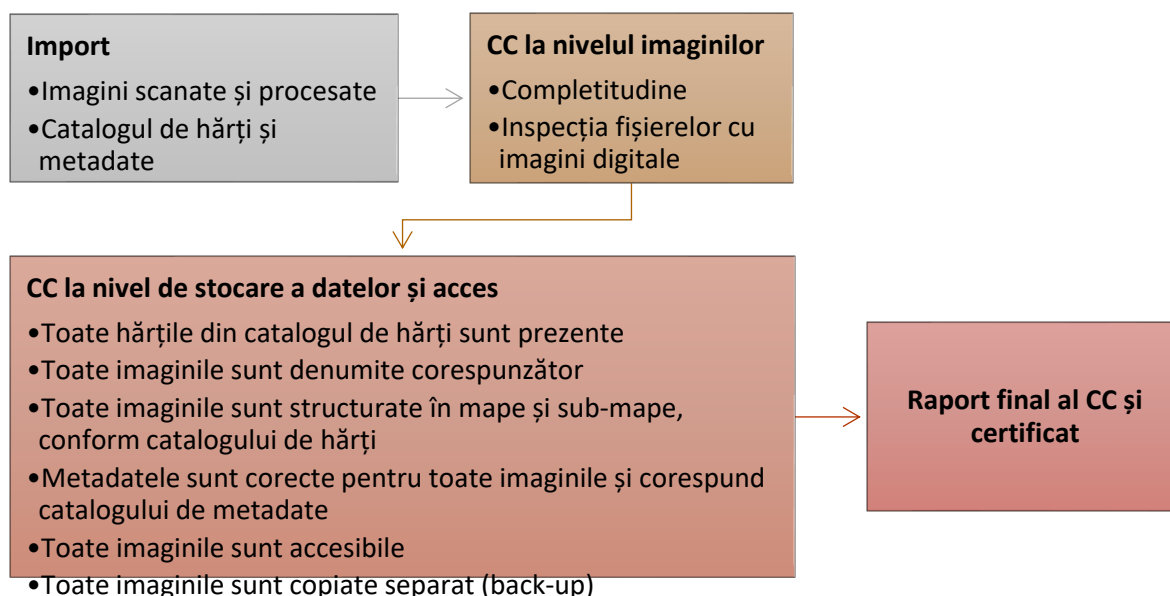 Import
•Imagini scanate și procesate
•Catalogul de hărți și
metadate
CC la nivelul imaginilor
•Completitudine
•Inspecția fișierelor cu
imagini digitale
CC la nivel de stocare a datelor și acces
•Toate hărțile din catalogul de hărți sunt prezente
•Toate imaginile sunt denumite corespunzător
•Toate imaginile sunt structurate în mape și sub-mape,
conform catalogului de hărți
•Metadatele sunt corecte pentru toate imaginile și corespund
catalogului de metadate
•Toate imaginile sunt accesibile
•Toate imaginile sunt copiate separat (back-up)
Raport final al CC și
certificat